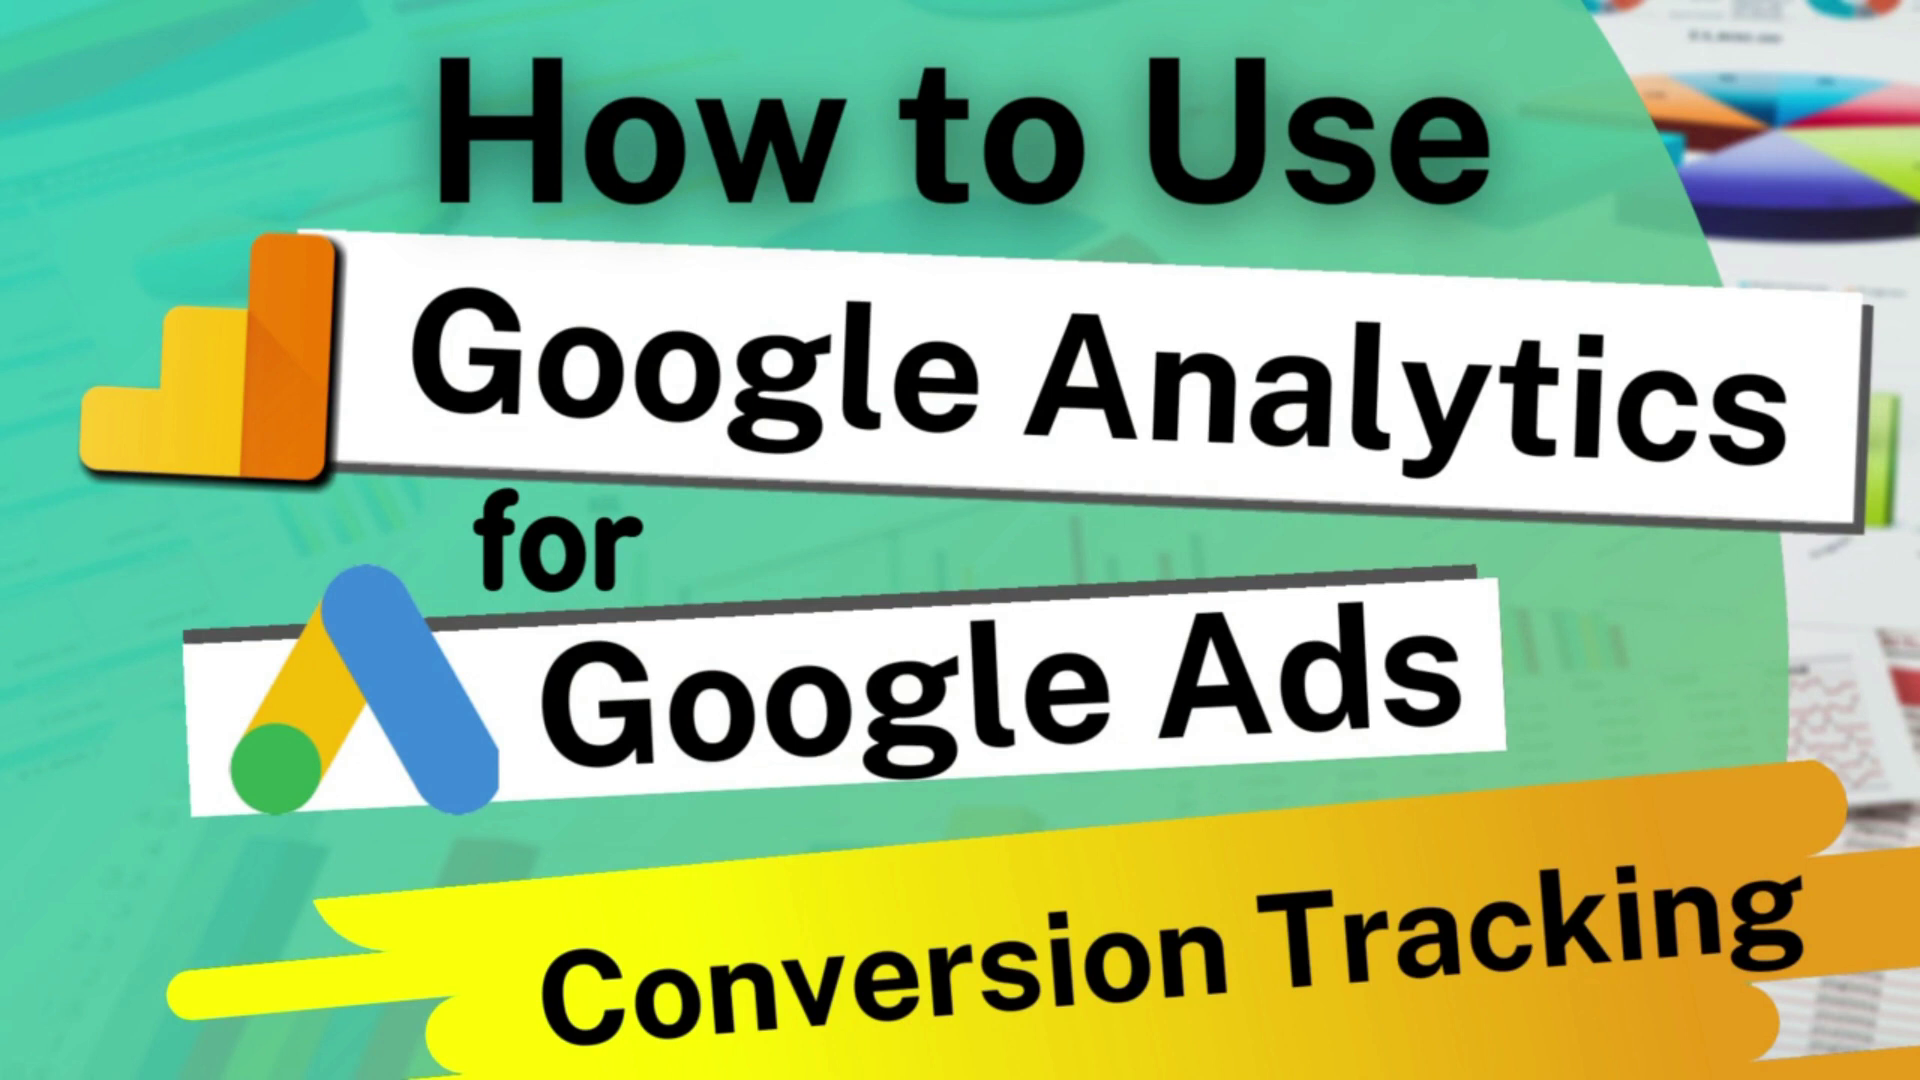 How to Use
Google Analytics
for
Google Ads
Conversion Tracking